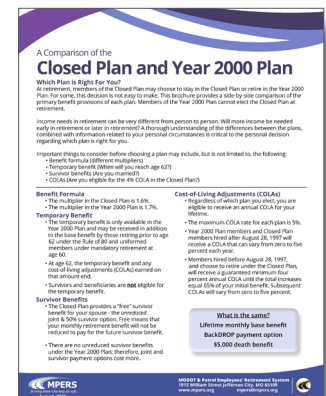 A Comparison of the
Closed Plan and Year 2000 Plan
Which Plan is Right For You?
At retirement, members of the Closed Plan may choose to stay in the Closed Plan or retire in the Year 2000
Plan. For some, this decision is not easy to make. This brochure provides a side-by-side comparison of the
primary benefit provisions of each plan. Members of the Year 2000 Plan cannot elect the Closed Plan at
retirement.
Income needs in retirement can be very different from person to person. Will more income be needed
early in retirement or later in retirement? A thorough understanding of the differences between the plans,
combined with information related to your personal circumstances is critical to the personal decision
regarding which plan is right for you.
Important things to consider before choosing a plan may include, but is not limited to, the following:
• Benefit formula (different multipliers)
• Temporary benefit (When will you reach age 62?)
• Survivor benefits (Are you married?)
• COLAs (Are you eligible for the 4% COLA in the Closed Plan?)
Benefit Formula
• The multiplier in the Closed Plan is 1.6%.
• The multiplier in the Year 2000 Plan is 1.7%.
Temporary Benefit
• The temporary benefit is only available in the
Year 2000 Plan and may be received in addition
to the base benefit by those retiring prior to age
62 under the Rule of 80 and uniformed
members under mandatory retirement at
age 60.
• At age 62, the temporary benefit and any
cost-of-living adjustments (COLAs) earned on
that amount end.
• Survivors and beneficiaries are not eligible for
the temporary benefit.
Survivor Benefits
• The Closed Plan provides a "free" survivor
benefit for your spouse - the unreduced
joint & 50% survivor option. Free means that
your monthly retirement benefit will not be
reduced to pay for the future survivor benefit.
• There are no unreduced survivor benefits
under the Year 2000 Plan; therefore, joint and
survivor payment options cost more.
Cost-of-Living Adjustments (COLAs)
• Regardless of which plan you elect, you are
eligible to receive an annual COLA for your
lifetime.
• The maximum COLA rate for each plan is 5%.
• Year 2000 Plan members and Closed Plan
members hired after August 28, 1997 will
receive a COLA that can vary from zero to five
percent each year.
• Members hired before August 28, 1997,
and choose to retire under the Closed Plan,
will receive a guaranteed minimum four
percent annual COLA until the total increases
equal 65% of your initial benefit. Subsequent
COLAs will vary from zero to five percent.
What is the same?
Lifetime monthly base benefit
BackDROP payment option
$5,000 death benefit
MPERS
MODOT & Patrol Employees' Retirement System
1913 William Street Jefferson City, MO 65109
www.mpers.org mpers@mpers.org
MPERS